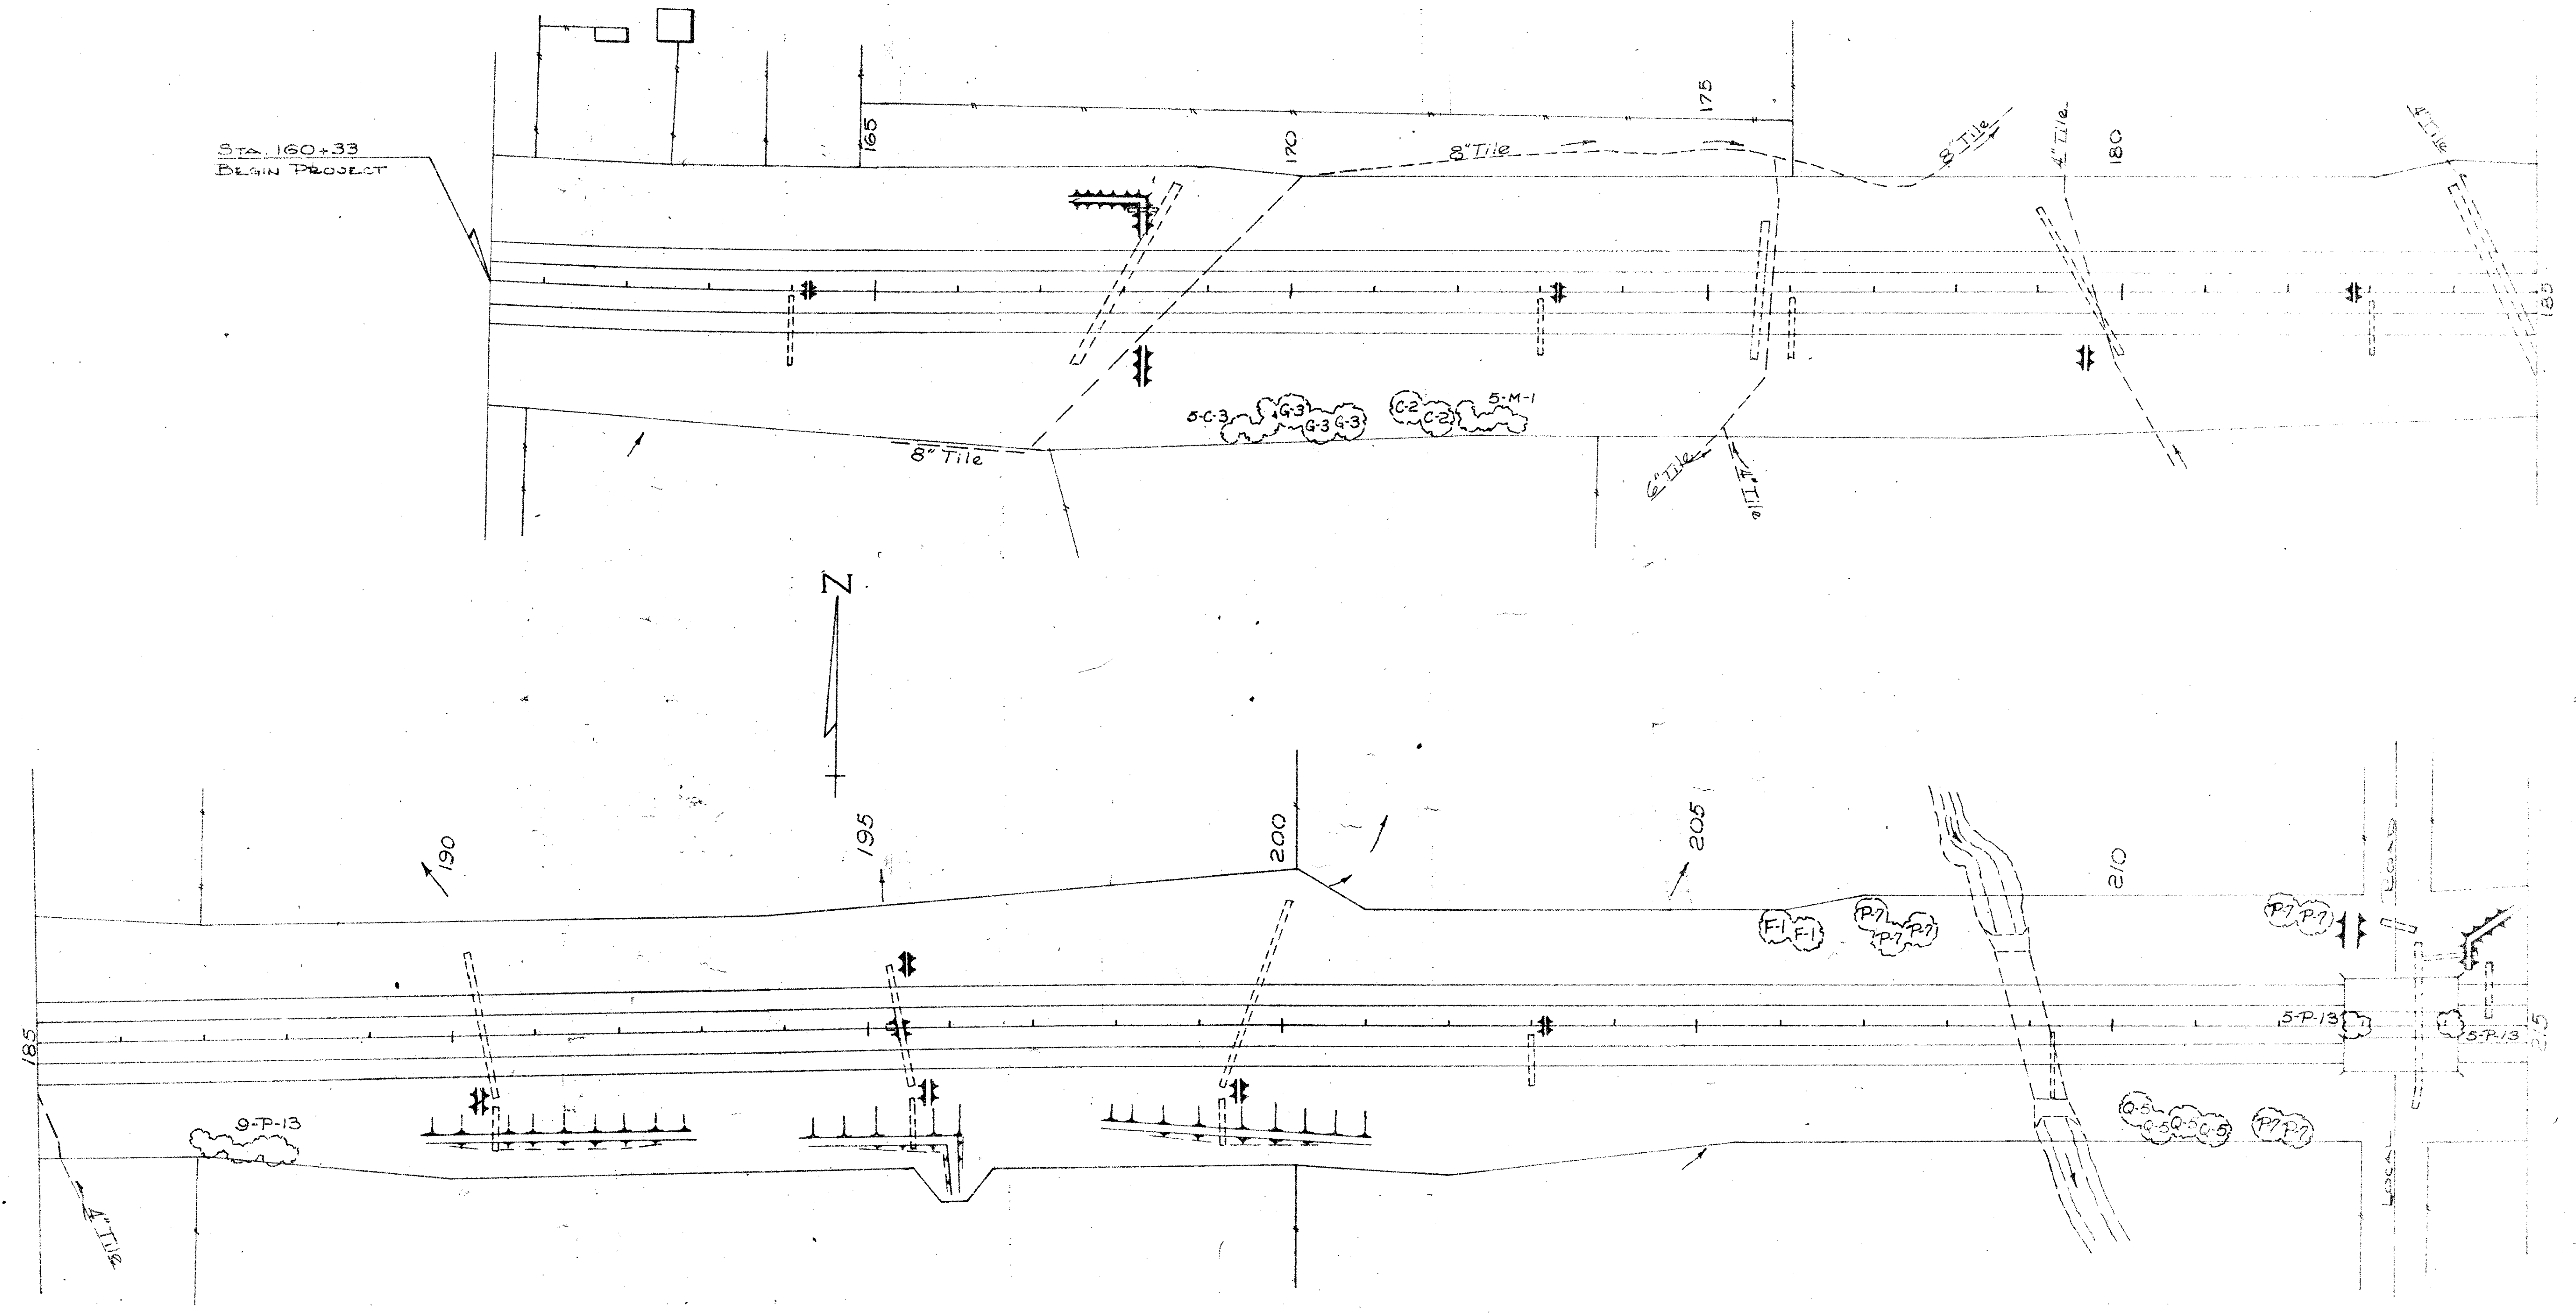 STA. 160+33
BEGIN PROJECT
165
170
175
180
185
8" Tile
8" Tile
4" Tile
4" Tile
8" Tile
5-C-3
G-3
G-3
G-3
C-2
C-2
5-M-1
6" Tile
4" Tile
N
185
190
195
200
205
210
215
F-1
F-1
P-7
P-7
P-7
P-7
P-7
LOCAL
ROAD
5-P-13
5-P-13
9-P-13
4" Tile
Q-5
Q-5
Q-5
Q-5
P-7
P-7